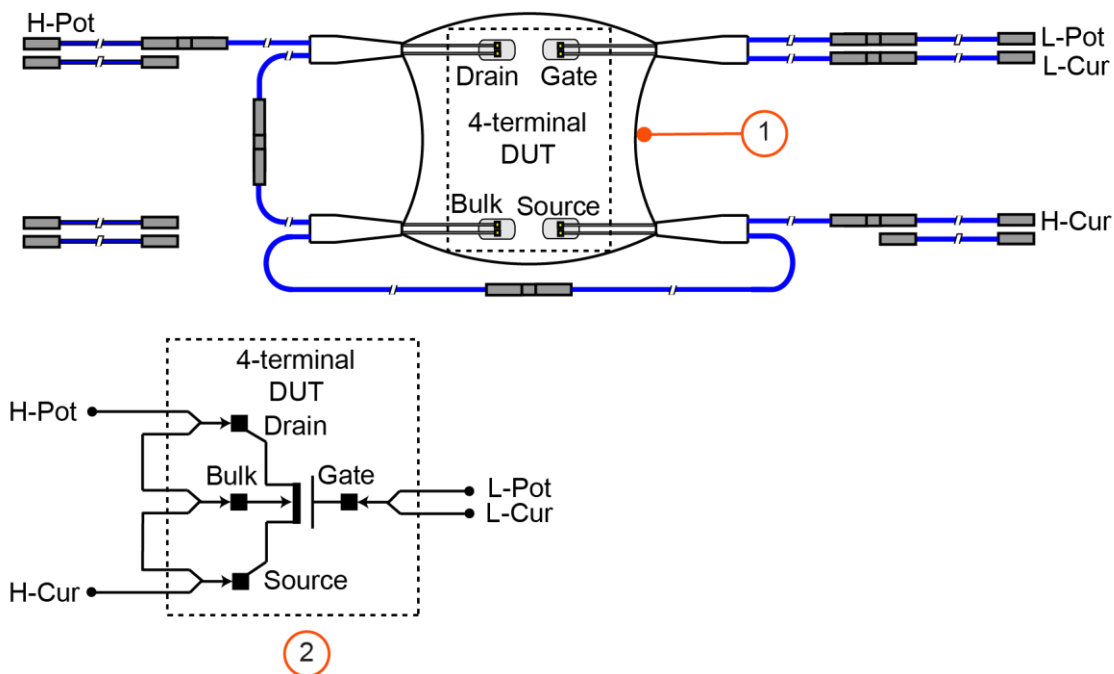 H-Pot
L-Pot
L-Cur
Drain Gate
4-terminal
DUT
1
Bulk Source
H-Cur
4-terminal
DUT
H-Pot
Drain
Bulk Gate
L-Pot
L-Cur
H-Cur
Source
2